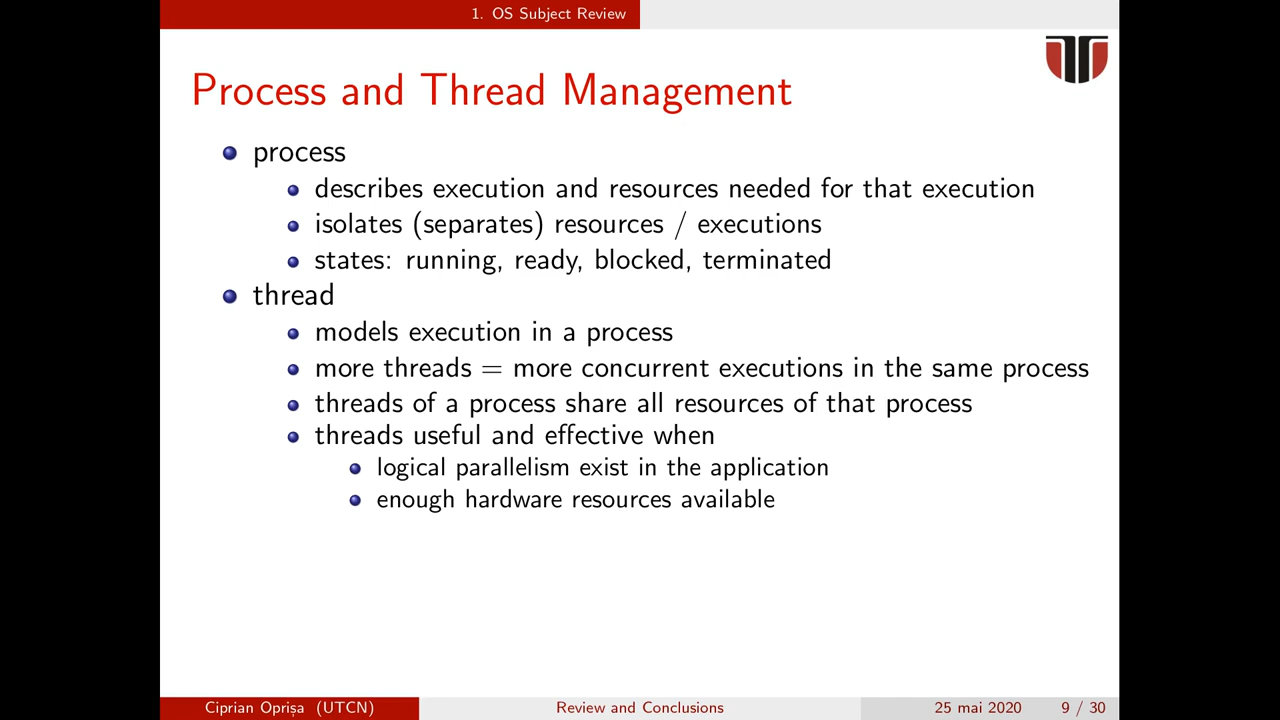 1. OS Subject Review
Process and Thread Management
process
describes execution and resources needed for that execution
isolates (separates) resources / executions
states: running, ready, blocked, terminated
thread
models execution in a process
more threads = more concurrent executions in the same process
threads of a process share all resources of that process
threads useful and effective when
logical parallelism exist in the application
enough hardware resources available
Ciprian Oprișa (UTCN) Review and Conclusions 25 mai 2020 9 / 30